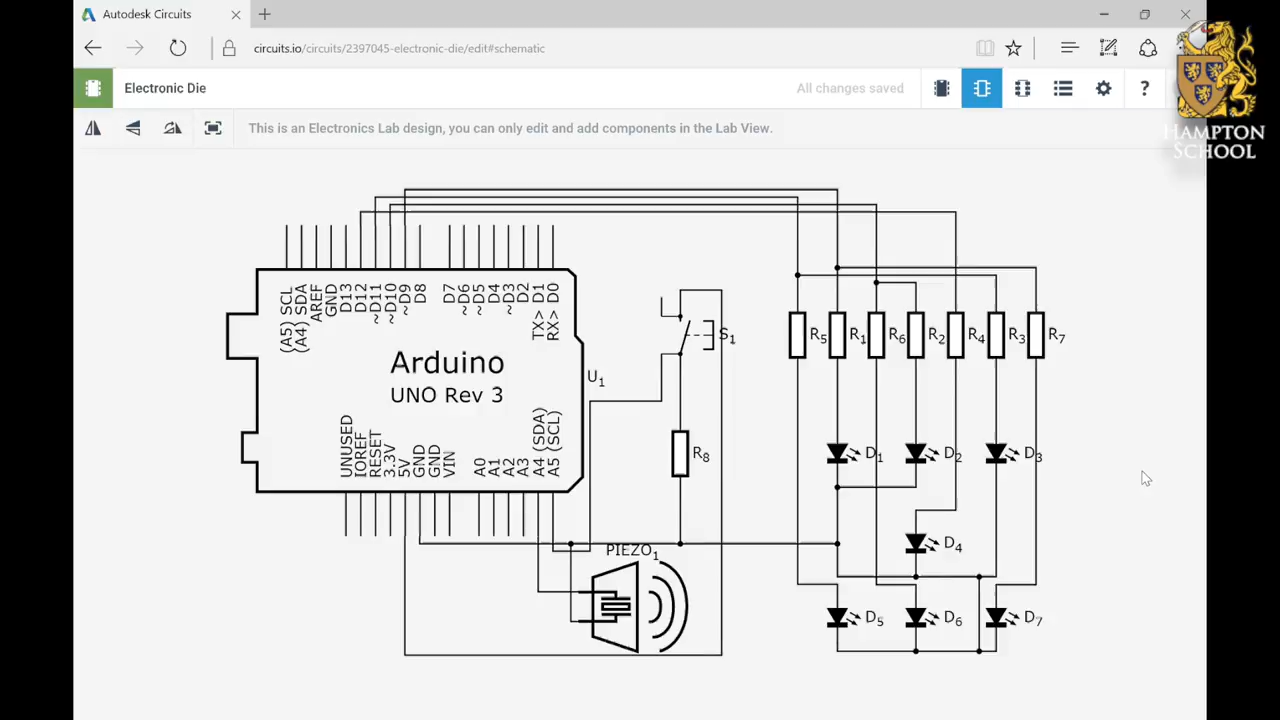 Autodesk Circuits
circuits.io/circuits/2397045-electronic-die/edit#schematic
Electronic Die
All changes saved
?
This is an Electronics Lab design, you can only edit and add components in the Lab View.
HAMPTON
SCHOOL
(A5) SCL
(A4) SDA
AREF
GND
D13
D12
~D11
~D10
~D9
D8
D7
~D6
~D5
D4
~D3
D2
TX> D1
RX> D0
Arduino
UNO Rev 3
U1
UNUSED
IOREF
RESET
3.3V
5V
GND
GND
VIN
A0
A1
A2
A3
A4 (SDA)
A5 (SCL)
S1
R8
PIEZO1
R5
R1
R6
R2
R4
R3
R7
D1
D2
D3
D4
D5
D6
D7